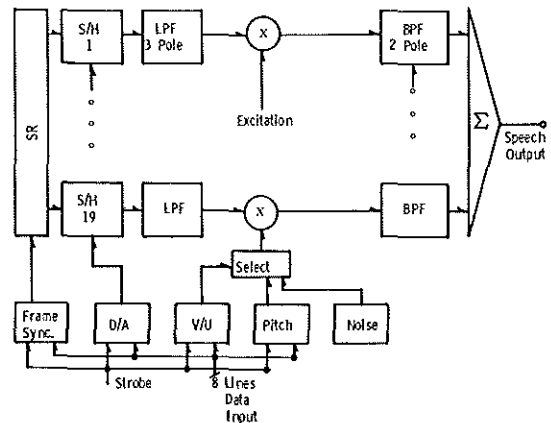 SR
S/H
1
LPF
3 Pole
X
BPF
2 Pole
Excitation
Σ
Speech
Output
S/H
19
LPF
X
BPF
Select
Frame
Sync.
D/A
V/U
Pitch
Noise
Strobe
8 Lines
Data
Input